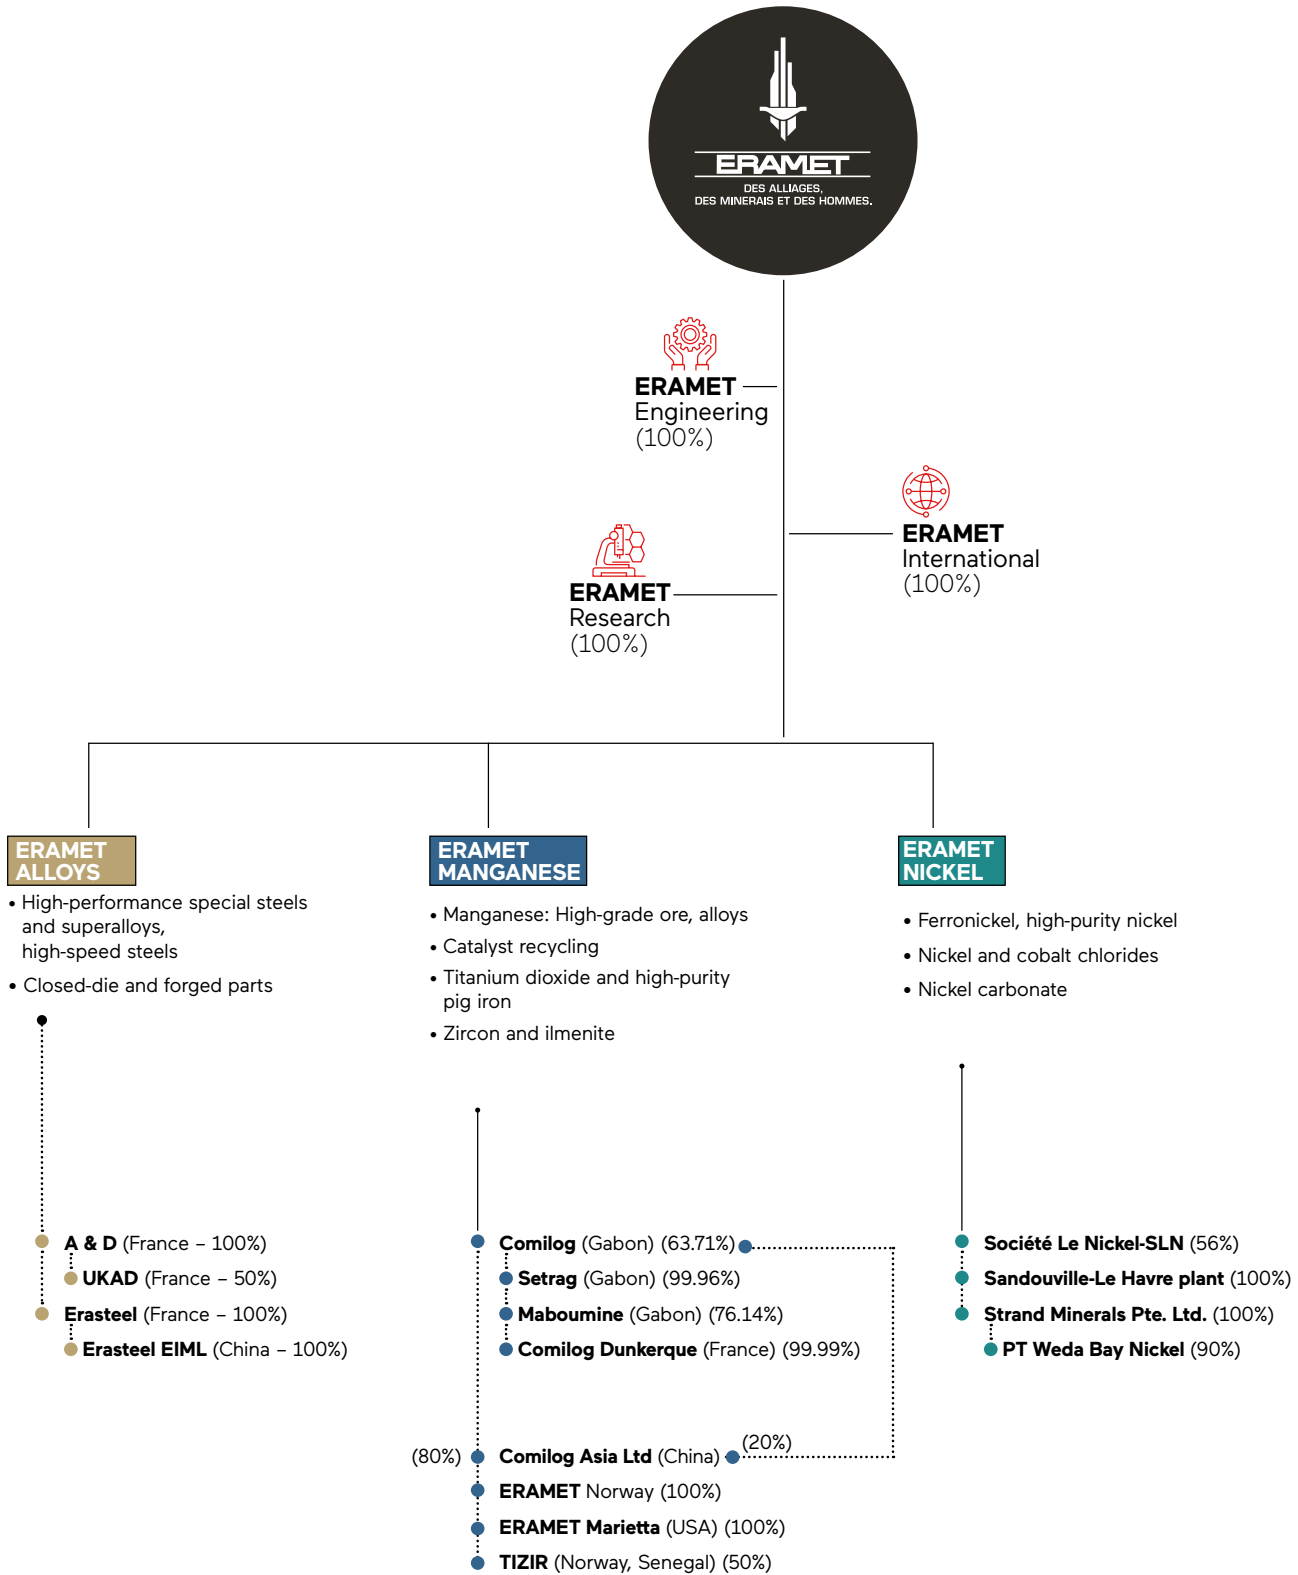 ERAMET
DES ALLIAGES,
DES MINERAIS ET DES HOMMES.
ERAMET
Engineering
(100%)
ERAMET
International
(100%)
ERAMET
Research
(100%)
ERAMET
ALLOYS
• High-performance special steels
and superalloys,
high-speed steels
• Closed-die and forged parts
A & D (France – 100%)
UKAD (France – 50%)
Erasteel (France – 100%)
Erasteel EIML (China – 100%)
ERAMET
MANGANESE
• Manganese: High-grade ore, alloys
• Catalyst recycling
• Titanium dioxide and high-purity
pig iron
• Zircon and ilmenite
Comilog (Gabon) (63.71%)
Setrag (Gabon) (99.96%)
Maboumine (Gabon) (76.14%)
Comilog Dunkerque (France) (99.99%)
(80%) Comilog Asia Ltd (China) (20%)
ERAMET Norway (100%)
ERAMET Marietta (USA) (100%)
TIZIR (Norway, Senegal) (50%)
ERAMET
NICKEL
• Ferronickel, high-purity nickel
• Nickel and cobalt chlorides
• Nickel carbonate
Société Le Nickel-SLN (56%)
Sandouville-Le Havre plant (100%)
Strand Minerals Pte. Ltd. (100%)
PT Weda Bay Nickel (90%)